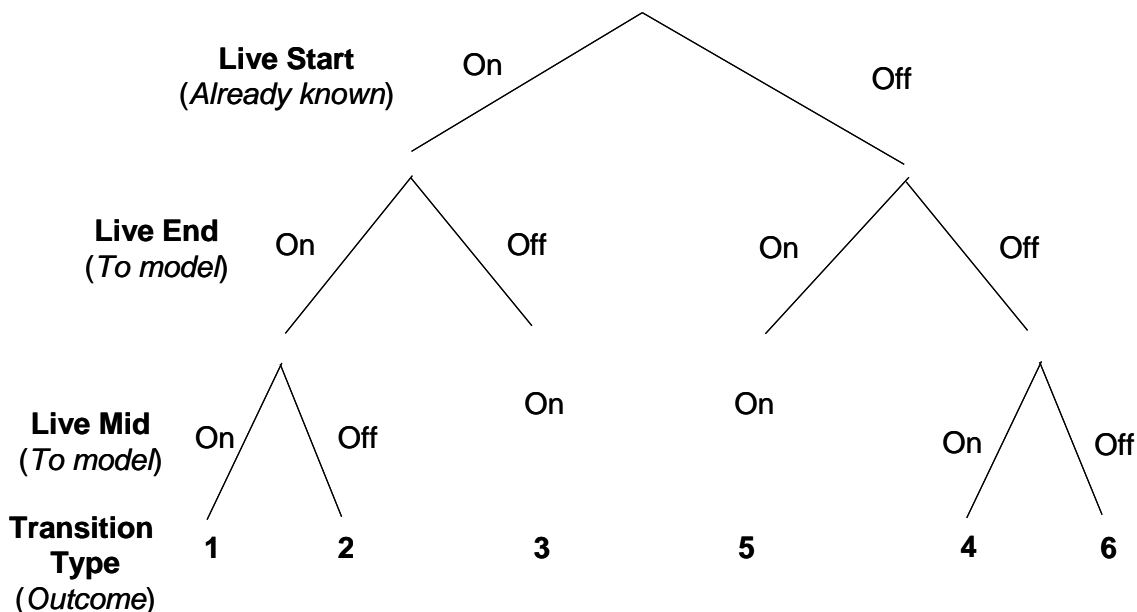 Live Start
(Already known)
On
Off
Live End
(To model)
On
Off
On
Off
Live Mid
(To model)
On
Off
On
On
On
Off
Transition
Type
(Outcome)
1
2
3
5
4
6